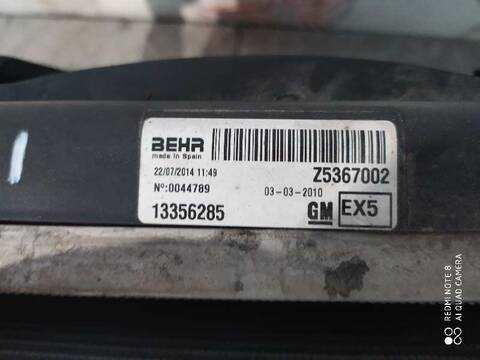 BEHR
made in Spain
22/07/2014 11:49
Z5367002
Nº:0044789
03-03-2010
13356285
GM
EX5
REDMI NOTE 8
AI QUAD CAMERA